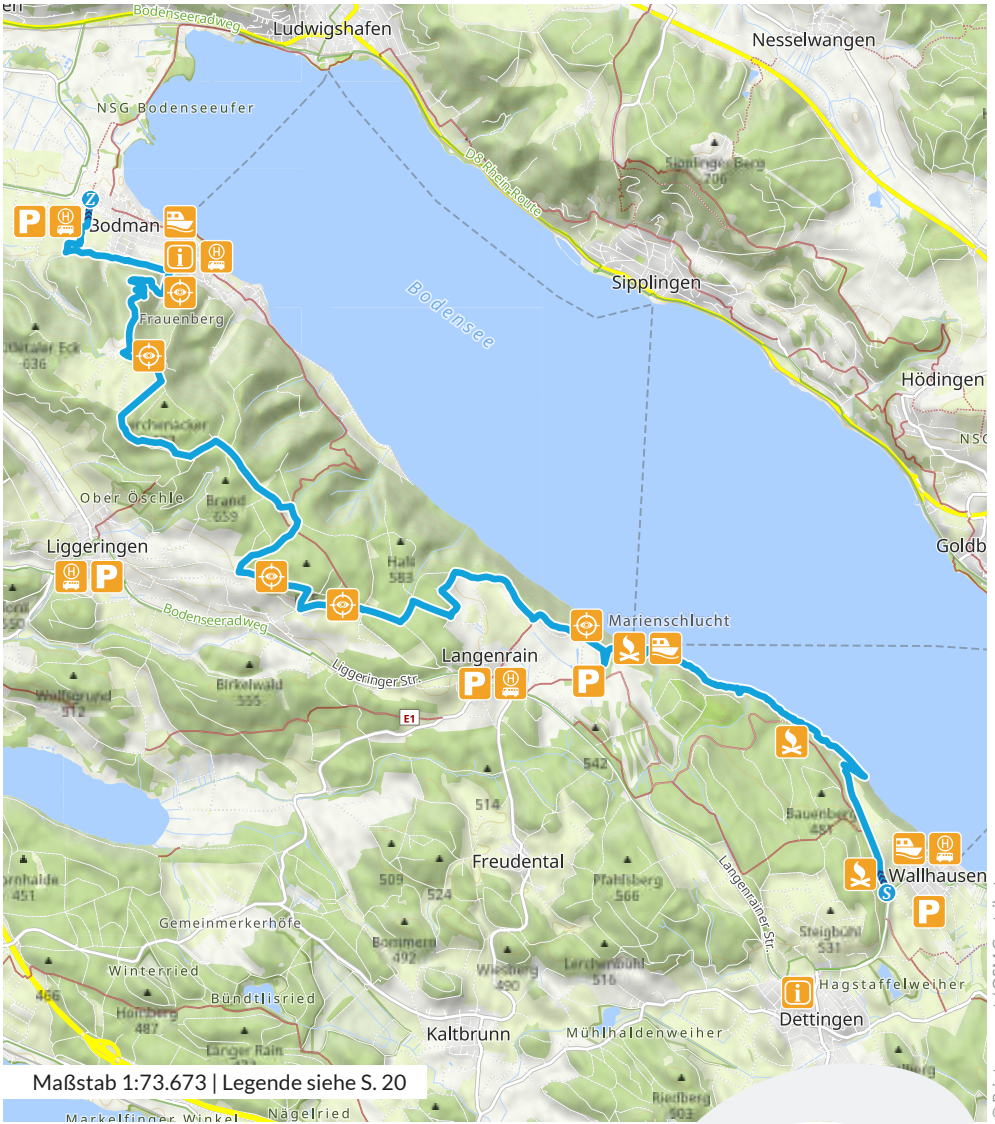 en
Bodenseeradweg
Ludwigshafen
Nesselwangen
NSG Bodenseeufer
D8 Rhein-Route
Sipplinger Berg
706
Z
P
H
Bodman
i
H
Sipplingen
Bodensee
Frauenberg
636
Hödingen
NSG
Ober Öschle
Brand
659
Liggeringen
H
P
Goldb
583
Bodenseeradweg
Marienschlucht
Langenrain
Liggeringer Str.
P
H
P
Birkelwald
555
512
E1
542
514
Bauenberg
481
H
Freudental
Wallhausen
S
P
509
524
Pfahlsberg
566
451
Langenrainer Str.
Gemeinmerkerhöfe
Steigbühl
531
Bommern
492
Winterried
Wiesberg
490
Lerchenbühl
516
i
Hagstaffelweiher
466
Bündtlisried
Homberg
487
Dettingen
Kaltbrunn
Mühlhaldenweiher
Langer Rain
Maßstab 1:73.673 | Legende siehe S. 20
Riedberg
503
Markelfinger Winkel
Nägelried